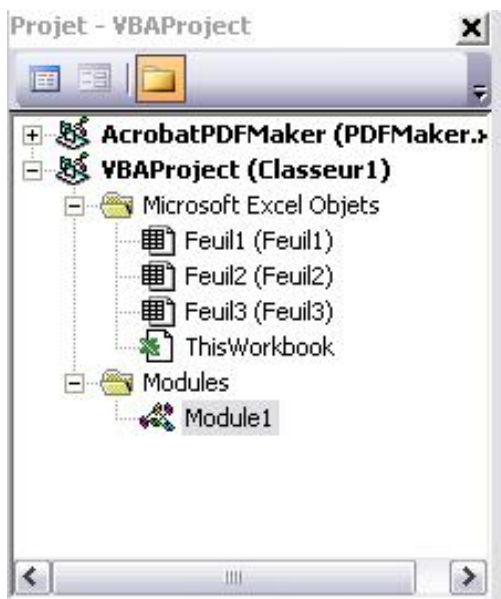 Projet - VBAProject
AcrobatPDFMaker (PDFMaker.x
VBAProject (Classeur1)
Microsoft Excel Objets
Feuil1 (Feuil1)
Feuil2 (Feuil2)
Feuil3 (Feuil3)
ThisWorkbook
Modules
Module1